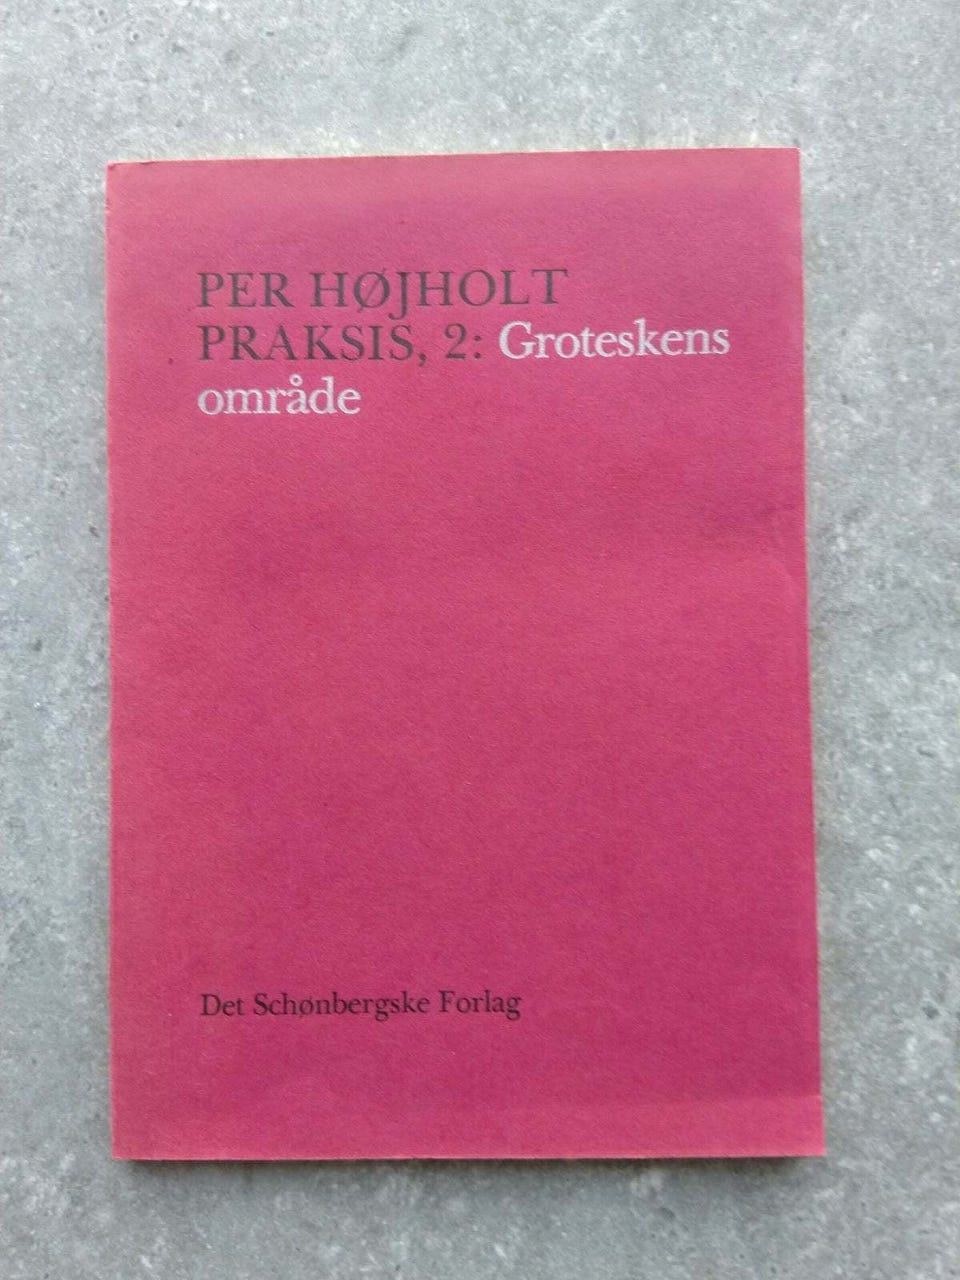 PER HØJHOLT
PRAKSIS, 2: Groteskens
område
Det Schønbergske Forlag